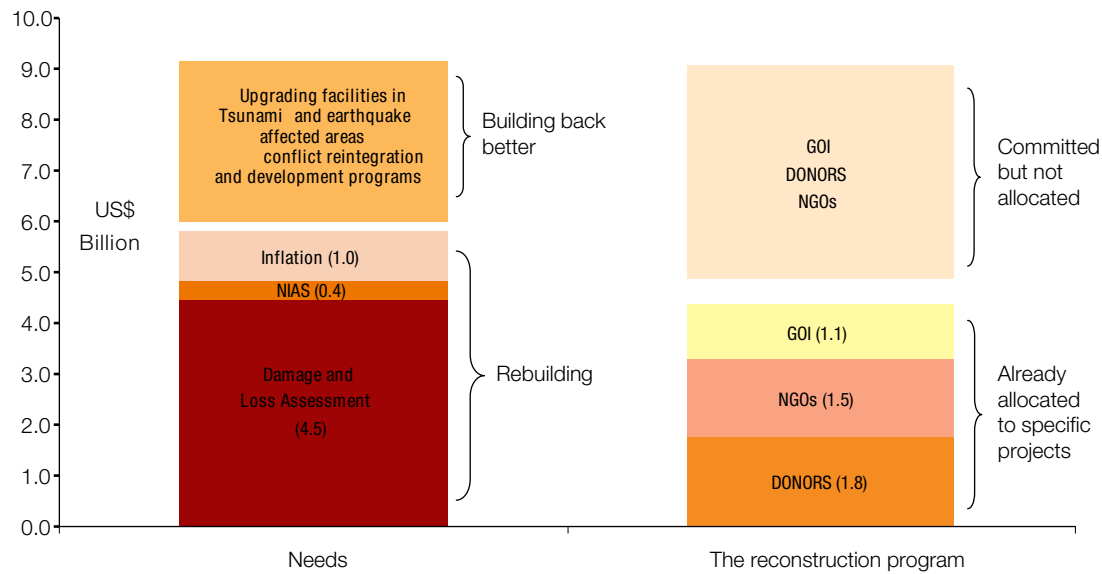 10.0
9.0
8.0
7.0
6.0
5.0
4.0
3.0
2.0
1.0
0.0
US$
Billion
Upgrading facilities in
Tsunami and earthquake
affected areas
conflict reintegration
and development programs
Building back
better
Inflation (1.0)
NIAS (0.4)
Damage and
Loss Assessment
(4.5)
Rebuilding
GOI
DONORS
NGOs
Committed
but not
allocated
GOI (1.1)
NGOs (1.5)
DONORS (1.8)
Already
allocated
to specific
projects
Needs
The reconstruction program